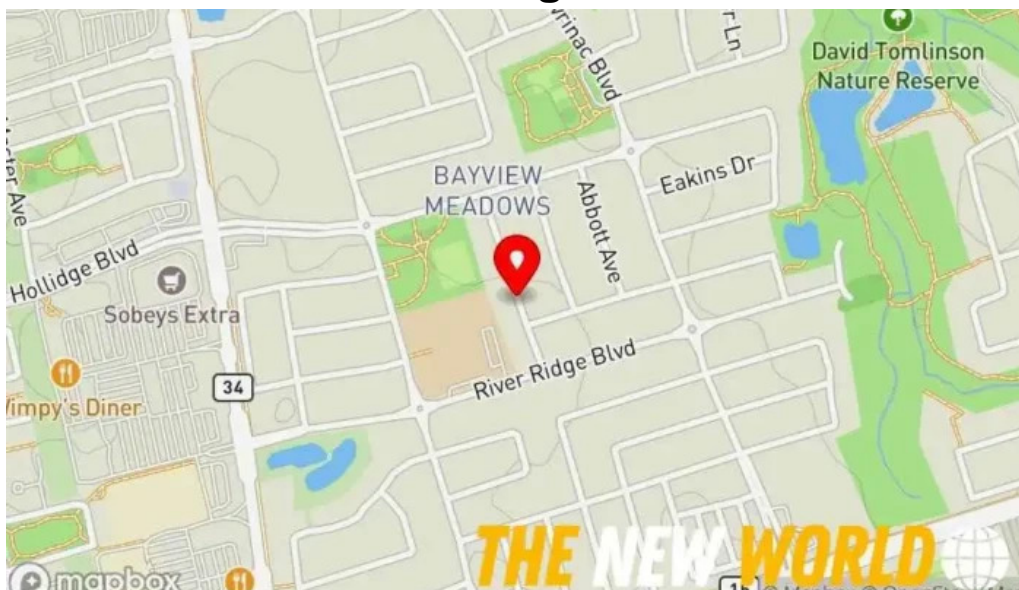 David Tomlinson
Nature Reserve
BAYVIEW
MEADOWS
Eakins Dr
Abbott Ave
Hollidge Blvd
Sobeys Extra
34
River Ridge Blvd
Diner
THE NEW WORLD
mapbox